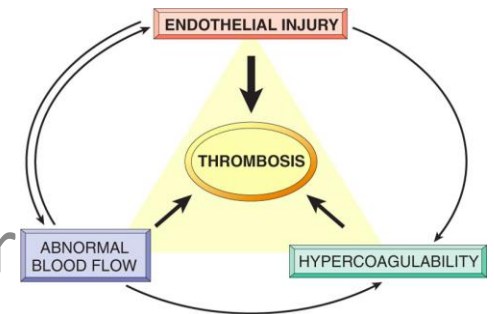 ENDOTHELIAL INJURY
THROMBOSIS
ABNORMAL
BLOOD FLOW
HYPERCOAGULABILITY